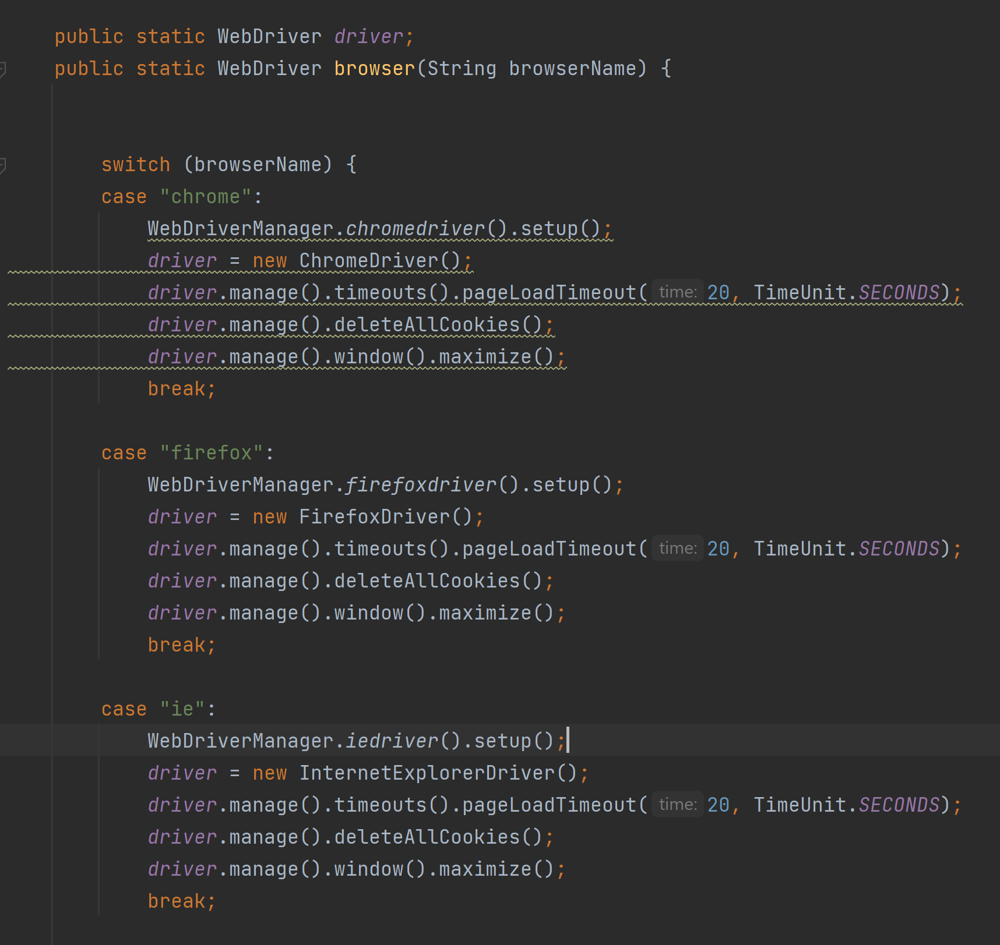 public static WebDriver driver;
public static WebDriver browser(String browserName) {
switch (browserName) {
case "chrome":
WebDriverManager.chromedriver().setup();
driver = new ChromeDriver();
driver.manage().timeouts().pageLoadTimeout( time: 20, TimeUnit.SECONDS);
driver.manage().deleteAllCookies();
driver.manage().window().maximize();
break;
case "firefox":
WebDriverManager.firefoxdriver().setup();
driver = new FirefoxDriver();
driver.manage().timeouts().pageLoadTimeout( time: 20, TimeUnit.SECONDS);
driver.manage().deleteAllCookies();
driver.manage().window().maximize();
break;
case "ie":
WebDriverManager.iedriver().setup();
driver = new InternetExplorerDriver();
driver.manage().timeouts().pageLoadTimeout( time: 20, TimeUnit.SECONDS);
driver.manage().deleteAllCookies();
driver.manage().window().maximize();
break;